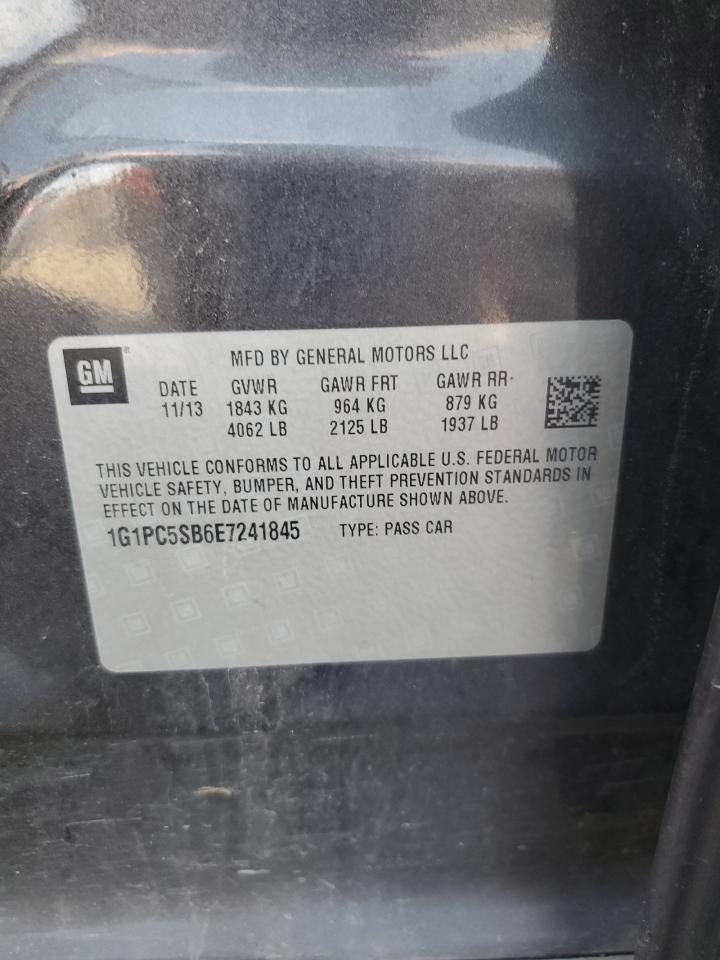 GM
MFD BY GENERAL MOTORS LLC
DATE GVWR GAWR FRT GAWR RR
11/13 1843 KG 964 KG 879 KG
4062 LB 2125 LB 1937 LB
THIS VEHICLE CONFORMS TO ALL APPLICABLE U.S. FEDERAL MOTOR
VEHICLE SAFETY, BUMPER, AND THEFT PREVENTION STANDARDS IN
EFFECT ON THE DATE OF MANUFACTURE SHOWN ABOVE.
1G1PC5SB6E7241845 TYPE: PASS CAR